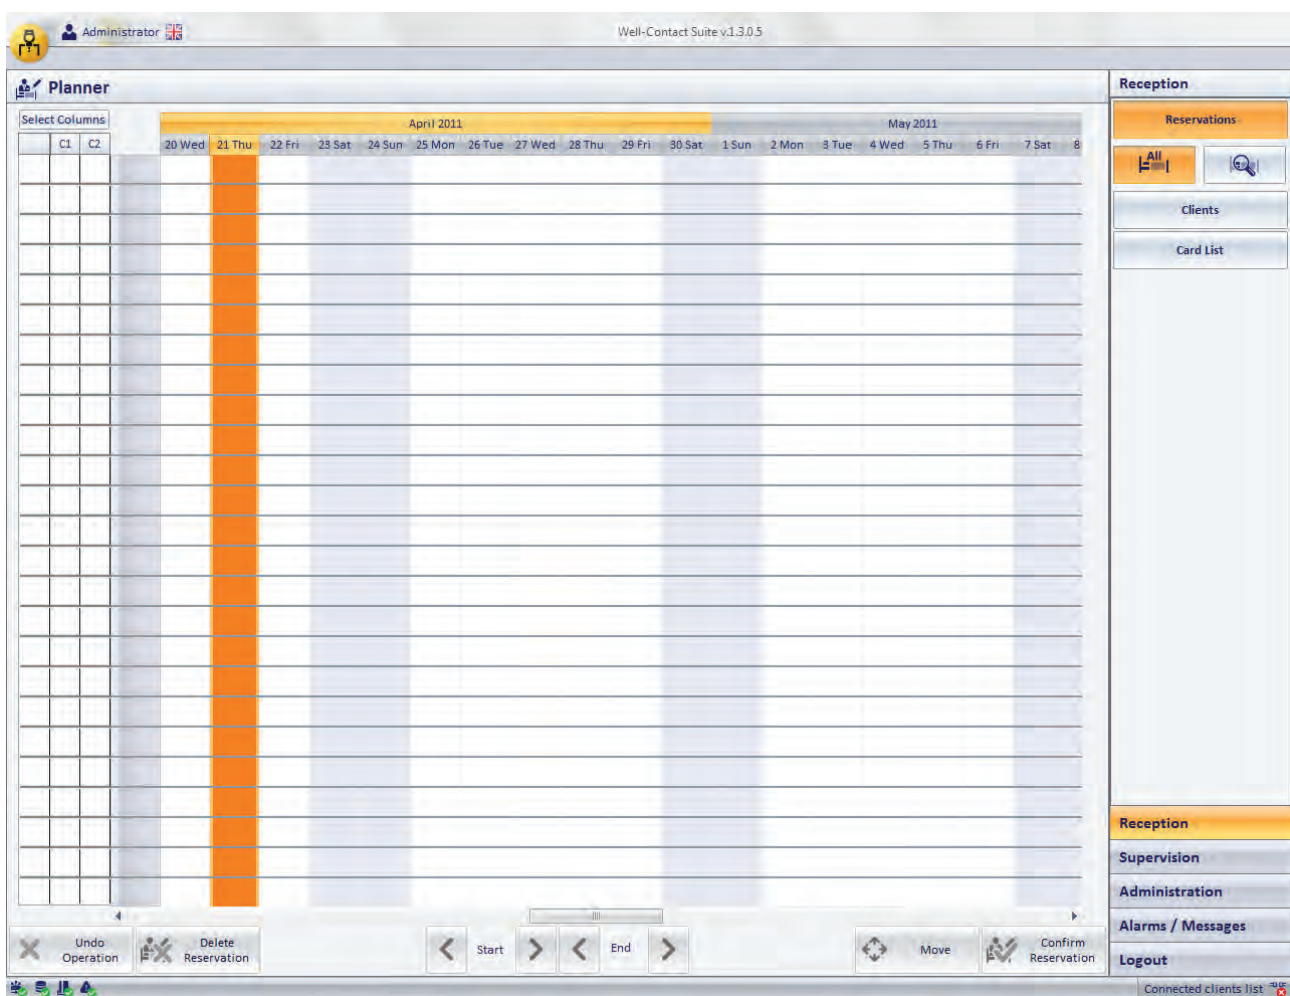 Administrator
Well-Contact Suite v.1.3.0.5
Planner
Reception
Select Columns
April 2011
May 2011
Reservations
C1 C2
20 Wed 21 Thu 22 Fri 23 Sat 24 Sun 25 Mon 26 Tue 27 Wed 28 Thu 29 Fri 30 Sat 1 Sun 2 Mon 3 Tue 4 Wed 5 Thu 6 Fri 7 Sat 8
All
Clients
Card List
Reception
Supervision
Administration
Alarms / Messages
Logout
Undo
Operation
Delete
Reservation
Start
End
Move
Confirm
Reservation
Connected clients list